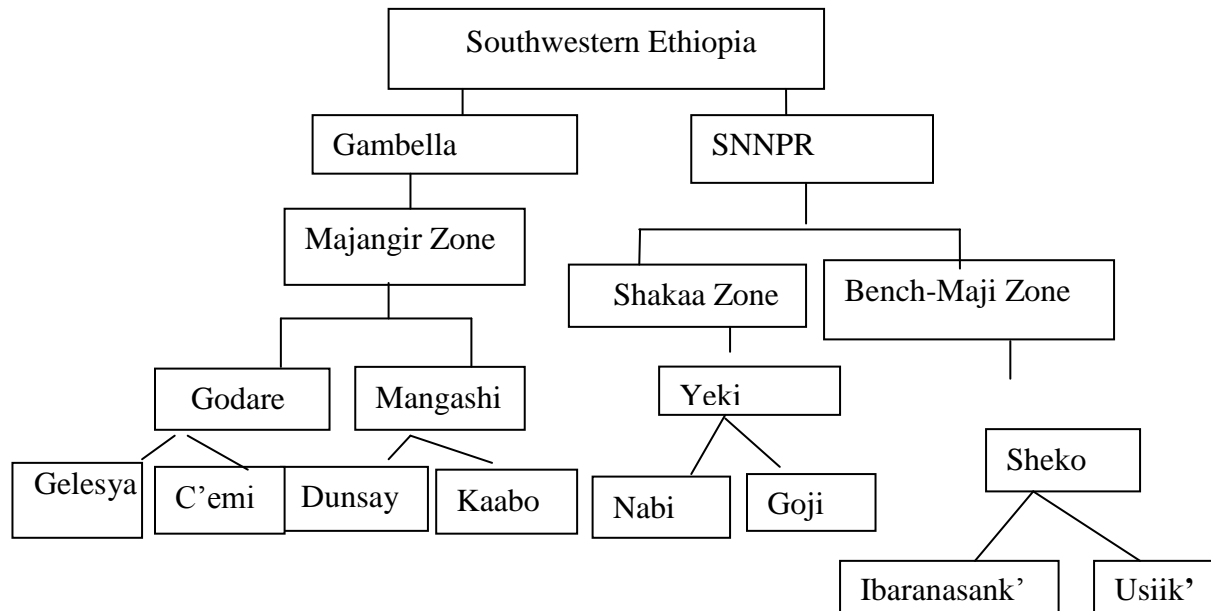 Southwestern Ethiopia
Gambella
SNNPR
Majangir Zone
Shakaa Zone
Bench-Maji Zone
Godare
Mangashi
Yeki
Sheko
Gelesya
C’emi
Dunsay
Kaabo
Nabi
Goji
Ibaranasank’
Usiik’